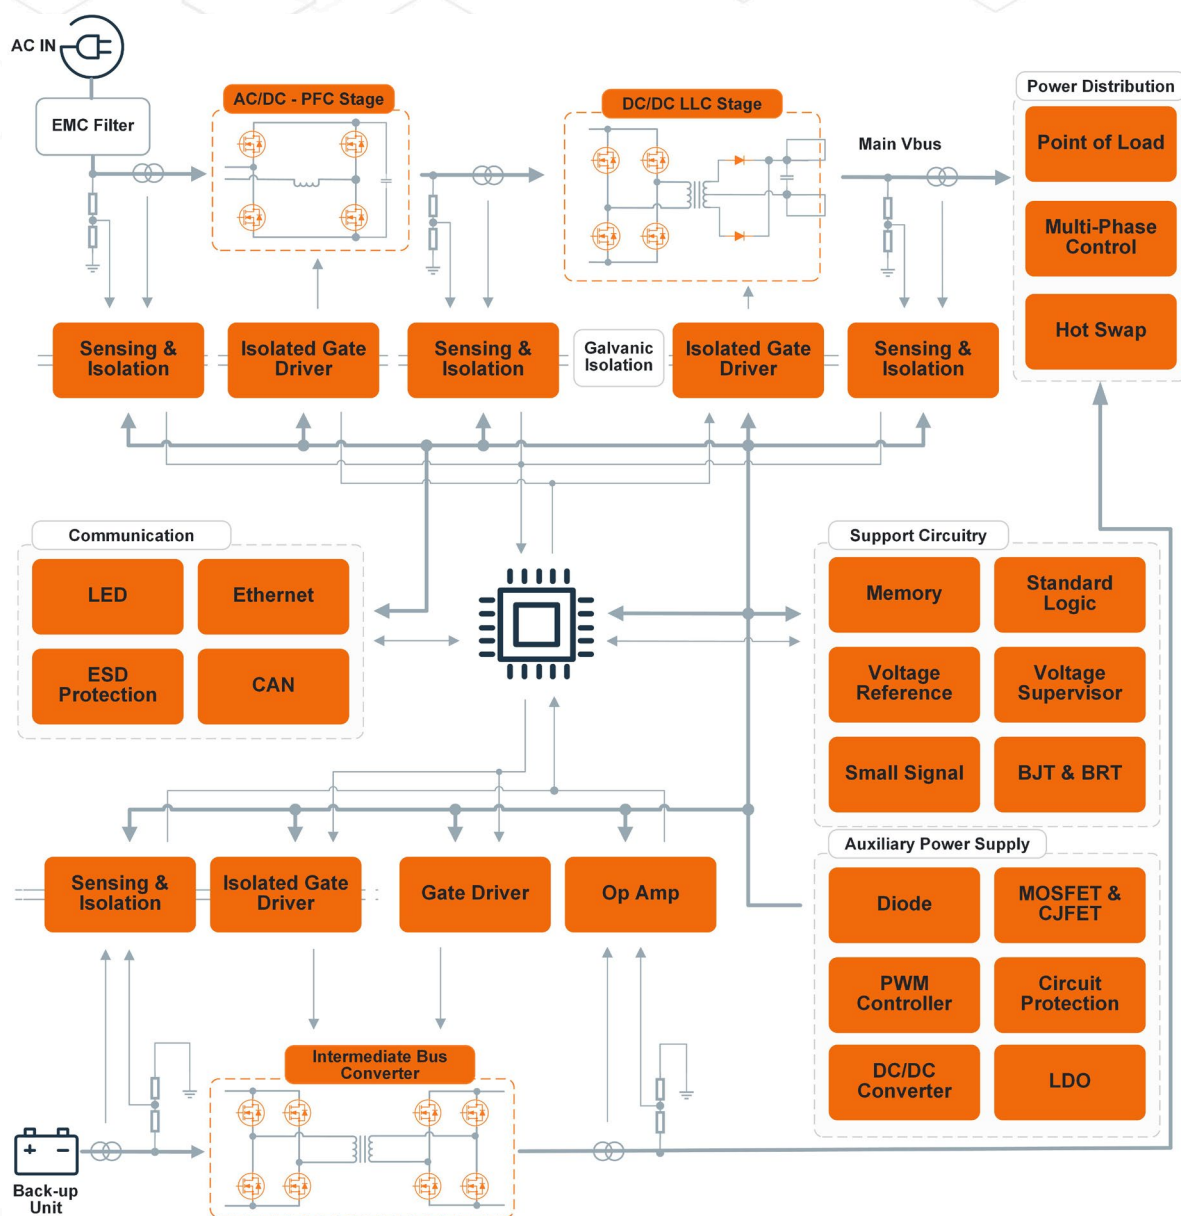 AC IN
EMC Filter
AC/DC - PFC Stage
DC/DC LLC Stage
Main Vbus
Power Distribution
Point of Load
Multi-Phase
Control
Hot Swap
Sensing &
Isolation
Isolated Gate
Driver
Sensing &
Isolation
Galvanic
Isolation
Isolated Gate
Driver
Sensing &
Isolation
Communication
LED
Ethernet
ESD
Protection
CAN
Support Circuitry
Memory
Standard
Logic
Voltage
Reference
Voltage
Supervisor
Small Signal
BJT & BRT
Sensing &
Isolation
Isolated Gate
Driver
Gate Driver
Op Amp
Auxiliary Power Supply
Diode
MOSFET &
CJFET
PWM
Controller
Circuit
Protection
DC/DC
Converter
LDO
Intermediate Bus
Converter
+ -
Back-up
Unit